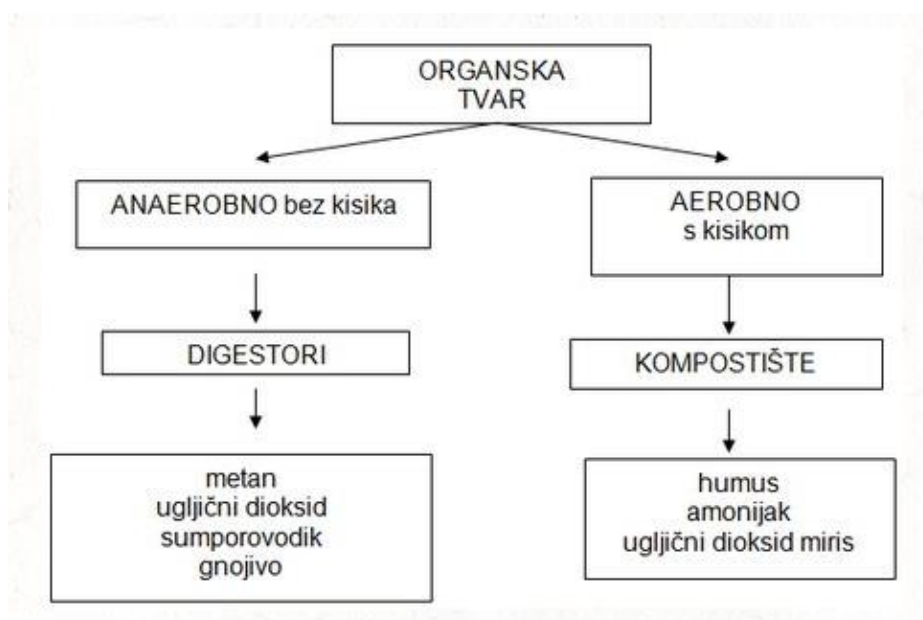 ORGANSKA
TVAR
ANAEROBNO bez kisika
AEROBNO
s kisikom
DIGESTORI
KOMPOSTIŠTE
metan
ugljični dioksid
sumporovodik
gnojivo
humus
amonijak
ugljični dioksid miris